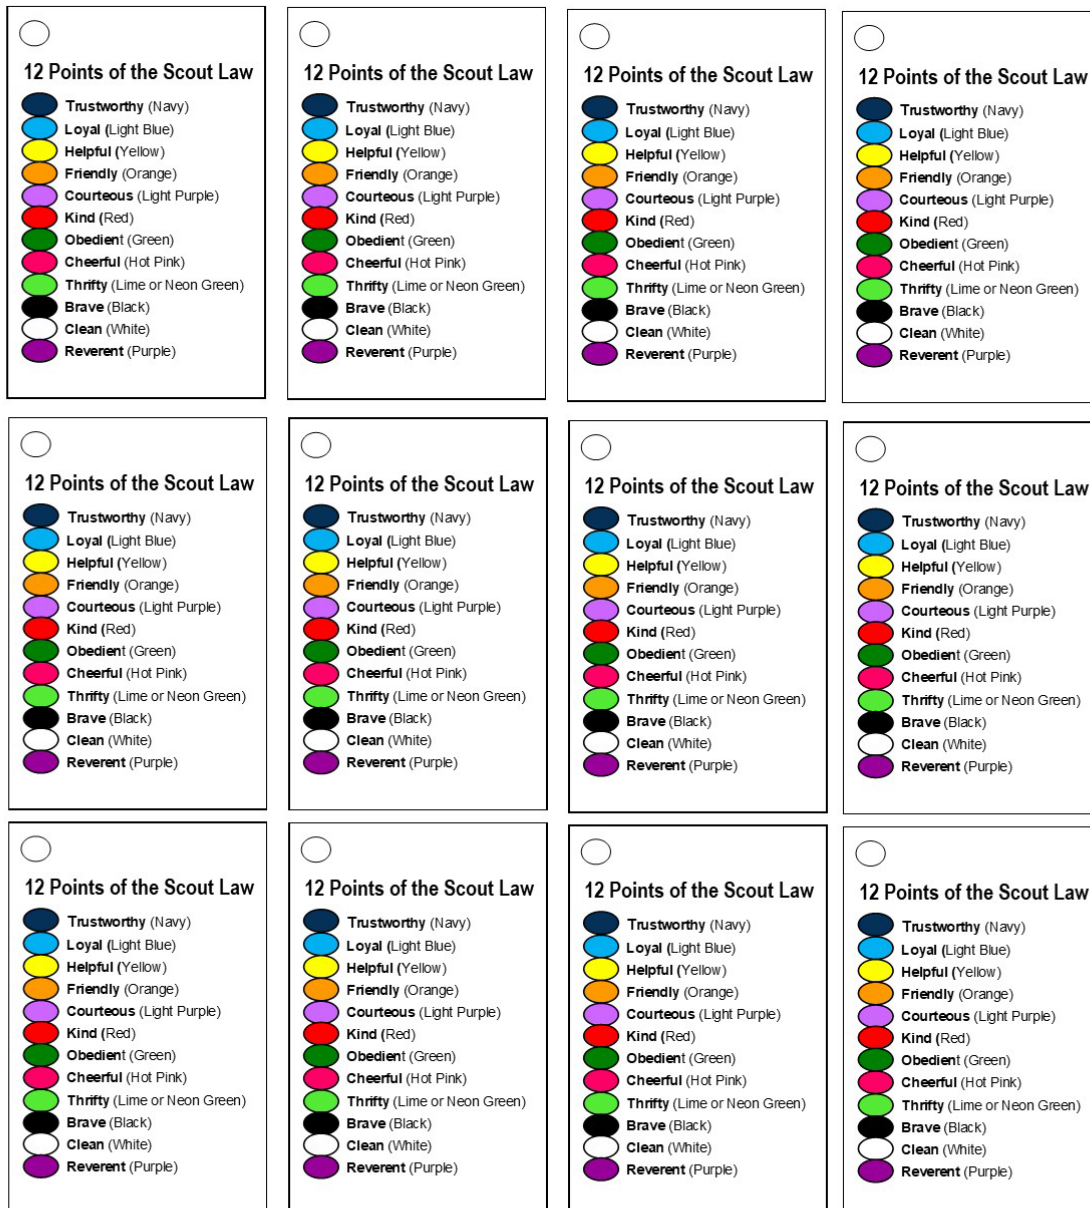 12 Points of the Scout Law
Trustworthy (Navy)
Loyal (Light Blue)
Helpful (Yellow)
Friendly (Orange)
Courteous (Light Purple)
Kind (Red)
Obedient (Green)
Cheerful (Hot Pink)
Thrifty (Lime or Neon Green)
Brave (Black)
Clean (White)
Reverent (Purple)
12 Points of the Scout Law
Trustworthy (Navy)
Loyal (Light Blue)
Helpful (Yellow)
Friendly (Orange)
Courteous (Light Purple)
Kind (Red)
Obedient (Green)
Cheerful (Hot Pink)
Thrifty (Lime or Neon Green)
Brave (Black)
Clean (White)
Reverent (Purple)
12 Points of the Scout Law
Trustworthy (Navy)
Loyal (Light Blue)
Helpful (Yellow)
Friendly (Orange)
Courteous (Light Purple)
Kind (Red)
Obedient (Green)
Cheerful (Hot Pink)
Thrifty (Lime or Neon Green)
Brave (Black)
Clean (White)
Reverent (Purple)
12 Points of the Scout Law
Trustworthy (Navy)
Loyal (Light Blue)
Helpful (Yellow)
Friendly (Orange)
Courteous (Light Purple)
Kind (Red)
Obedient (Green)
Cheerful (Hot Pink)
Thrifty (Lime or Neon Green)
Brave (Black)
Clean (White)
Reverent (Purple)
12 Points of the Scout Law
Trustworthy (Navy)
Loyal (Light Blue)
Helpful (Yellow)
Friendly (Orange)
Courteous (Light Purple)
Kind (Red)
Obedient (Green)
Cheerful (Hot Pink)
Thrifty (Lime or Neon Green)
Brave (Black)
Clean (White)
Reverent (Purple)
12 Points of the Scout Law
Trustworthy (Navy)
Loyal (Light Blue)
Helpful (Yellow)
Friendly (Orange)
Courteous (Light Purple)
Kind (Red)
Obedient (Green)
Cheerful (Hot Pink)
Thrifty (Lime or Neon Green)
Brave (Black)
Clean (White)
Reverent (Purple)
12 Points of the Scout Law
Trustworthy (Navy)
Loyal (Light Blue)
Helpful (Yellow)
Friendly (Orange)
Courteous (Light Purple)
Kind (Red)
Obedient (Green)
Cheerful (Hot Pink)
Thrifty (Lime or Neon Green)
Brave (Black)
Clean (White)
Reverent (Purple)
12 Points of the Scout Law
Trustworthy (Navy)
Loyal (Light Blue)
Helpful (Yellow)
Friendly (Orange)
Courteous (Light Purple)
Kind (Red)
Obedient (Green)
Cheerful (Hot Pink)
Thrifty (Lime or Neon Green)
Brave (Black)
Clean (White)
Reverent (Purple)
12 Points of the Scout Law
Trustworthy (Navy)
Loyal (Light Blue)
Helpful (Yellow)
Friendly (Orange)
Courteous (Light Purple)
Kind (Red)
Obedient (Green)
Cheerful (Hot Pink)
Thrifty (Lime or Neon Green)
Brave (Black)
Clean (White)
Reverent (Purple)
12 Points of the Scout Law
Trustworthy (Navy)
Loyal (Light Blue)
Helpful (Yellow)
Friendly (Orange)
Courteous (Light Purple)
Kind (Red)
Obedient (Green)
Cheerful (Hot Pink)
Thrifty (Lime or Neon Green)
Brave (Black)
Clean (White)
Reverent (Purple)
12 Points of the Scout Law
Trustworthy (Navy)
Loyal (Light Blue)
Helpful (Yellow)
Friendly (Orange)
Courteous (Light Purple)
Kind (Red)
Obedient (Green)
Cheerful (Hot Pink)
Thrifty (Lime or Neon Green)
Brave (Black)
Clean (White)
Reverent (Purple)
12 Points of the Scout Law
Trustworthy (Navy)
Loyal (Light Blue)
Helpful (Yellow)
Friendly (Orange)
Courteous (Light Purple)
Kind (Red)
Obedient (Green)
Cheerful (Hot Pink)
Thrifty (Lime or Neon Green)
Brave (Black)
Clean (White)
Reverent (Purple)